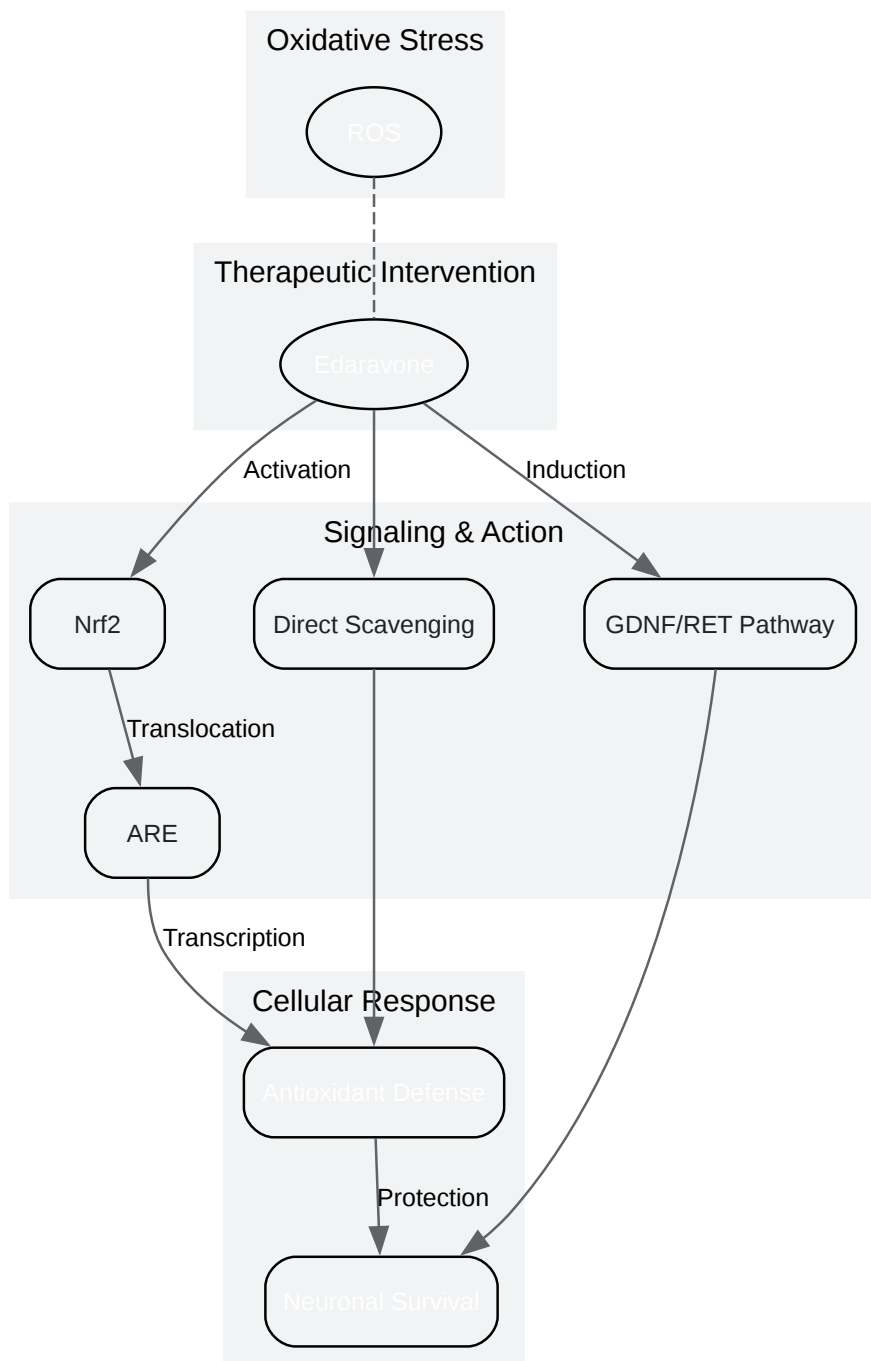 Oxidative Stress
ROS
Therapeutic Intervention
Edaravone
Activation
Induction
Signaling & Action
Nrf2
Direct Scavenging
GDNF/RET Pathway
Translocation
ARE
Transcription
Cellular Response
Antioxidant Defense
Protection
Neuronal Survival